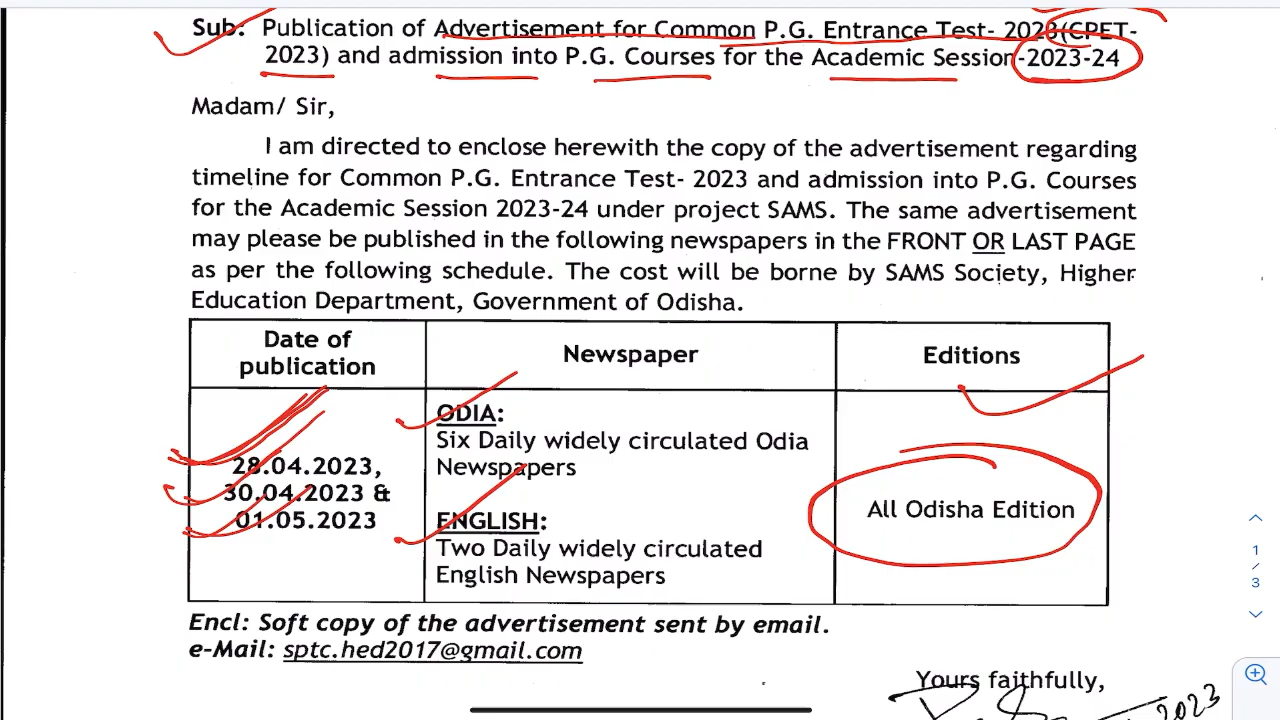 Sub: Publication of Advertisement for Common P.G. Entrance Test- 2023(CPET-
2023) and admission into P.G. Courses for the Academic Session-2023-24
Madam/ Sir,
I am directed to enclose herewith the copy of the advertisement regarding
timeline for Common P.G. Entrance Test- 2023 and admission into P.G. Courses
for the Academic Session 2023-24 under project SAMS. The same advertisement
may please be published in the following newspapers in the FRONT OR LAST PAGE
as per the following schedule. The cost will be borne by SAMS Society, Higher
Education Department, Government of Odisha.
Date of
publication
Newspaper
Editions
28.04.2023,
30.04.2023 &
01.05.2023
ODIA:
Six Daily widely circulated Odia
Newspapers
ENGLISH:
Two Daily widely circulated
English Newspapers
All Odisha Edition
Encl: Soft copy of the advertisement sent by email.
e-Mail: sptc.hed2017@gmail.com
Yours faithfully,
2023
1
/
3